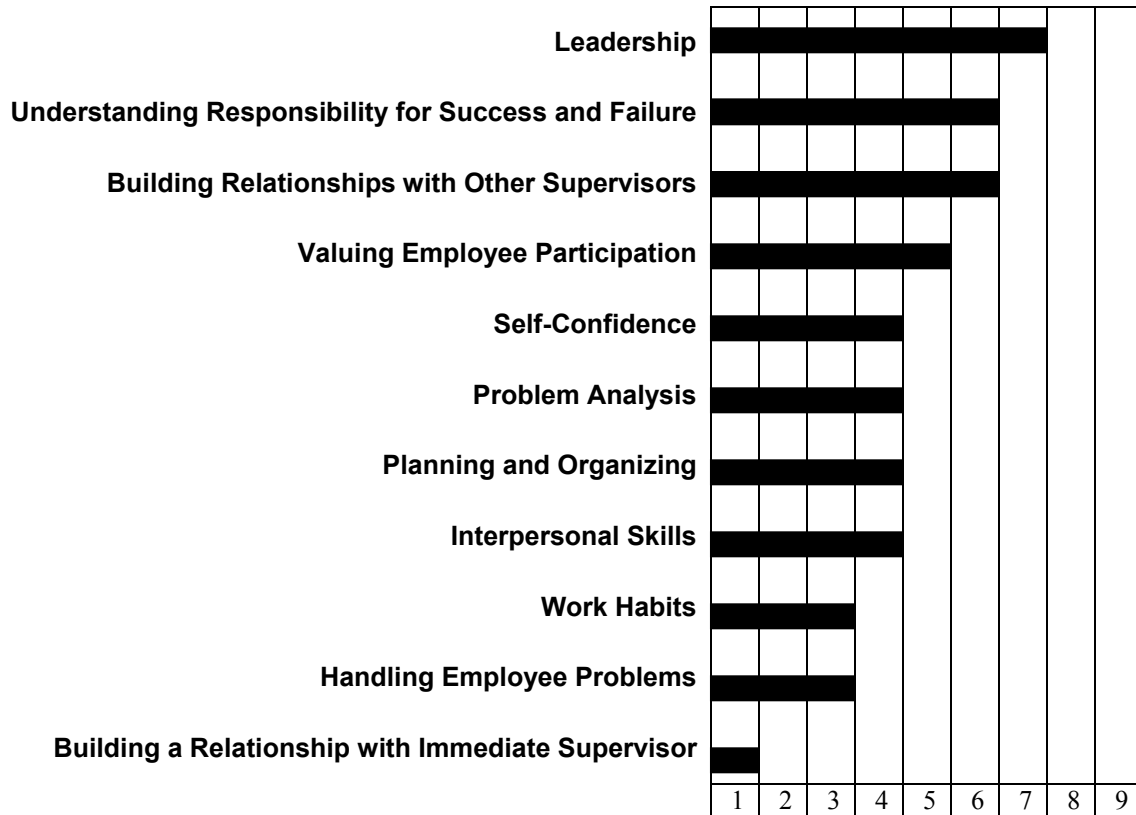 Leadership
Understanding Responsibility for Success and Failure
Building Relationships with Other Supervisors
Valuing Employee Participation
Self-Confidence
Problem Analysis
Planning and Organizing
Interpersonal Skills
Work Habits
Handling Employee Problems
Building a Relationship with Immediate Supervisor
1 2 3 4 5 6 7 8 9